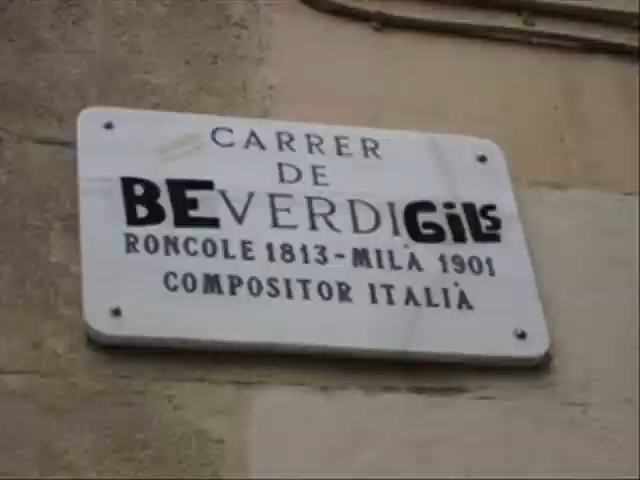 CARRER
DE
BEVERDIGILS
RONCOLE 1813-MILÀ 1901
COMPOSITOR ITALIÀ